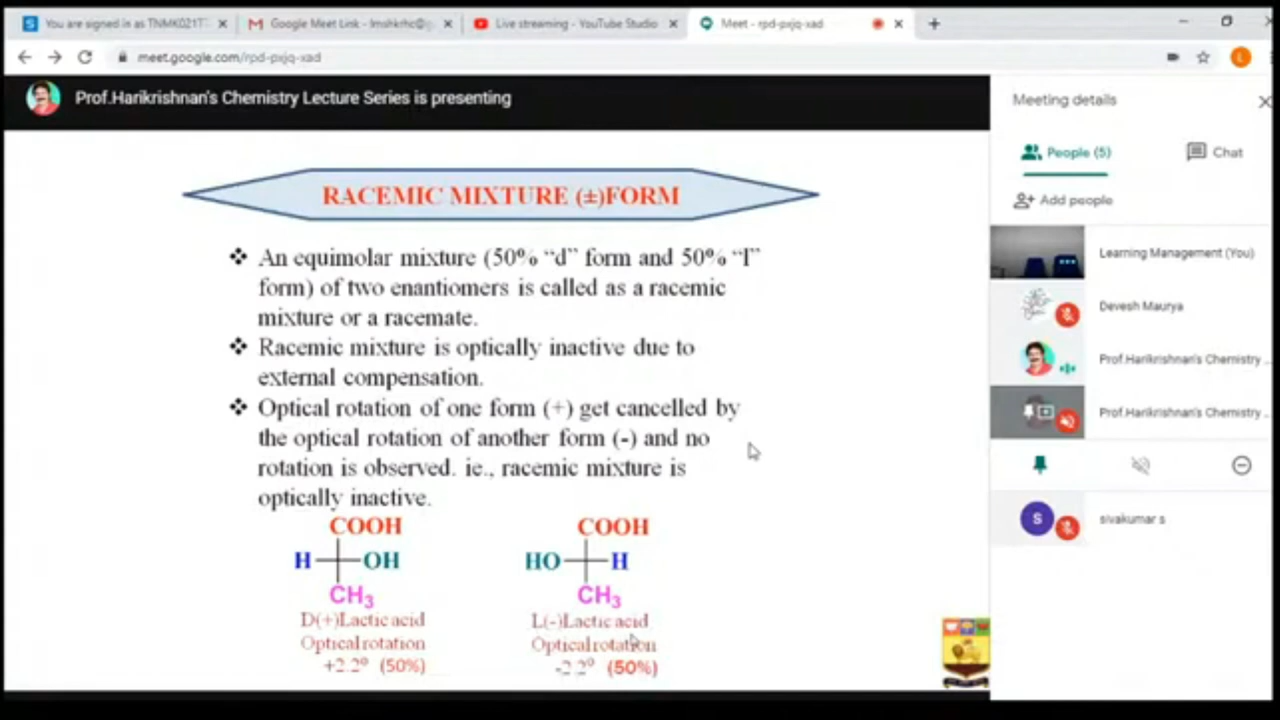 You are signed in as TNMK021T
Google Meet Link - lmshkrhc@g
Live streaming - YouTube Studio
Meet - rpd-pxjq-xad
meet.google.com/rpd-pxjq-xad
L
Prof.Harikrishnan's Chemistry Lecture Series is presenting
Meeting details
People (5)
Chat
Add people
Learning Management (You)
Devesh Maurya
Prof.Harikrishnan's Chemistry ...
Prof.Harikrishnan's Chemistry ...
S
sivakumar s
RACEMIC MIXTURE (±)FORM
❖ An equimolar mixture (50% “d” form and 50% “l”
form) of two enantiomers is called as a racemic
mixture or a racemate.
❖ Racemic mixture is optically inactive due to
external compensation.
❖ Optical rotation of one form (+) get cancelled by
the optical rotation of another form (-) and no
rotation is observed. ie., racemic mixture is
optically inactive.
COOH
H OH
CH3
D(+)Lactic acid
Optical rotation
+2.2⁰ (50%)
COOH
HO H
CH3
L(-)Lactic acid
Optical rotation
-2.2⁰ (50%)